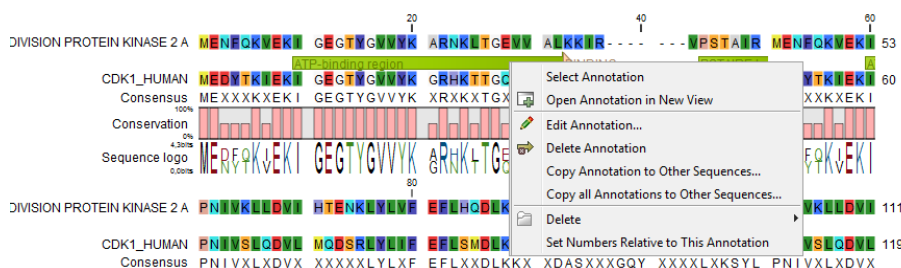 20 40 60
DIVISION PROTEIN KINASE 2 A MENFQKVEKI GEGTYGVVYK ARNKLTGEVV ALKKIR- - - - - VPSTAIR MENFQKVEKI 53
ATP-binding region
CDK1_HUMAN MEDYTKIEKI GEGTYGVVYK GRHKTTGQ YTKIEKI 60
Consensus MEXXXKXEKI GEGTYGVVYK XRXKXTGX XXKXEKI
100%
Conservation
0%
4,3bits
Sequence logo
0,0bits
Select Annotation
Open Annotation in New View
Edit Annotation...
Delete Annotation
Copy Annotation to Other Sequences...
Copy all Annotations to Other Sequences...
Delete
Set Numbers Relative to This Annotation
80
DIVISION PROTEIN KINASE 2 A PNIVKLLDVI HTENKLYLVF EFLHQDLK VKLLDVI 111
CDK1_HUMAN PNIVSLQDVL MQDSRLYLIF EFLSMDLK VSLQDVL 119
Consensus PNIVXLXDVX XXXXXLYLXF EFLXXDLKKX XDASXXXGQY XXXXLXKSYL PNIVXLXDVX